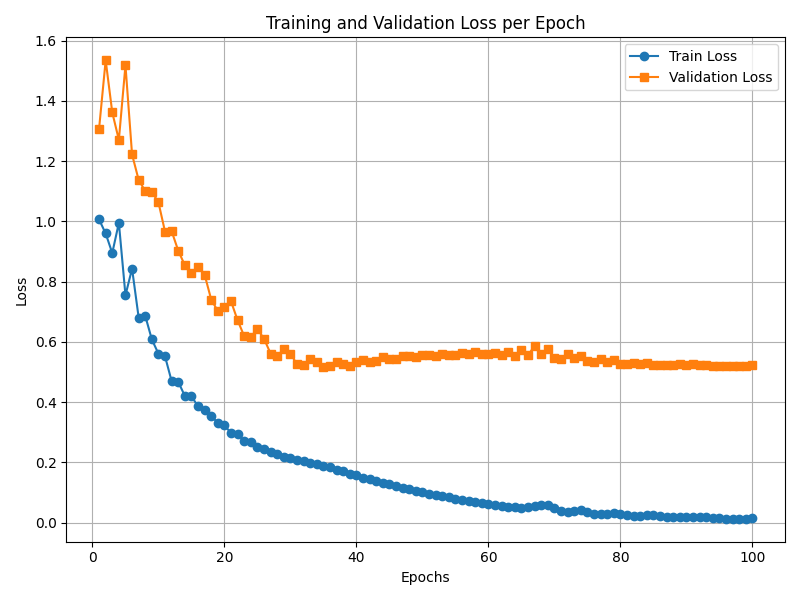 Training and Validation Loss per Epoch
1.6
1.4
1.2
1.0
0.8
0.6
0.4
0.2
0.0
Loss
Train Loss
Validation Loss
0 20 40 60 80 100
Epochs